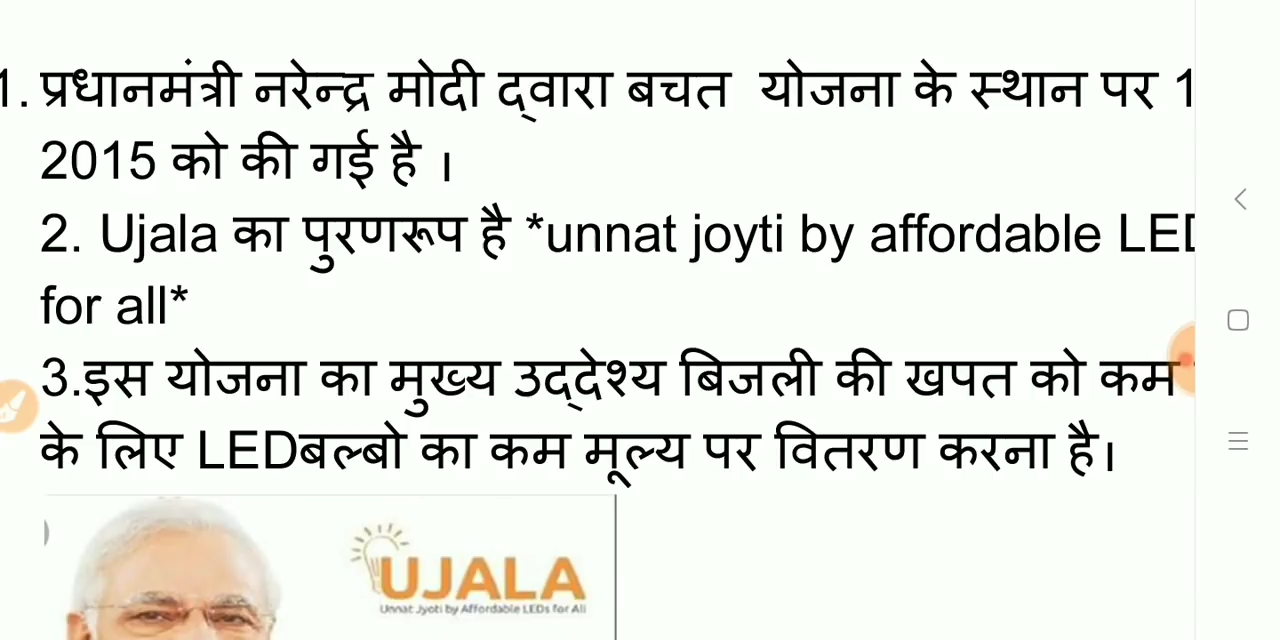 1. प्रधानमंत्री नरेन्द्र मोदी द्वारा बचत योजना के स्थान पर 1
2015 को की गई है ।
2. Ujala का पुरणरूप है *unnat joyti by affordable LED
for all*
3.इस योजना का मुख्य उद्देश्य बिजली की खपत को कम
के लिए LEDबल्बो का कम मूल्य पर वितरण करना है।
UJALA
Unnat Jyoti by Affordable LEDs for All